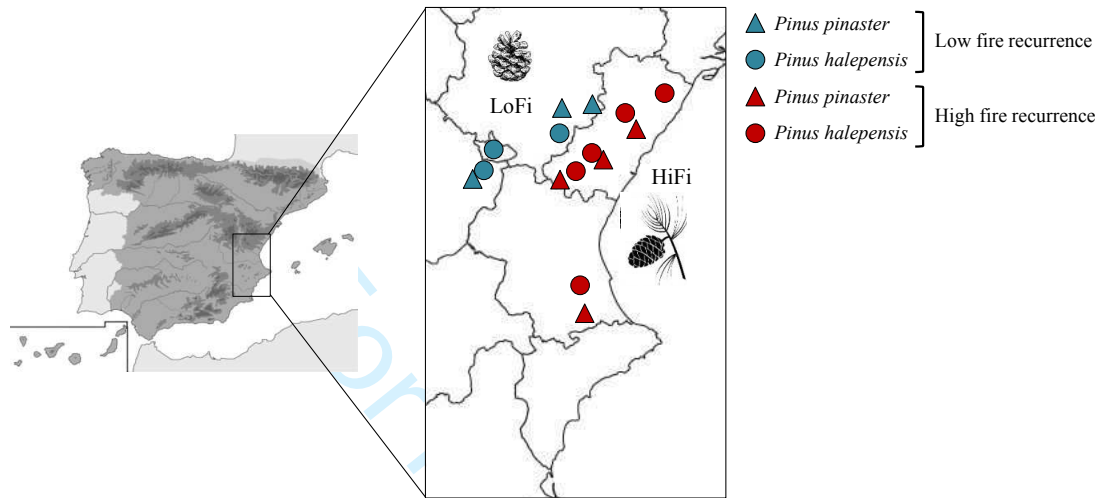 Pinus pinaster
Low fire recurrence
Pinus halepensis
Pinus pinaster
High fire recurrence
Pinus halepensis
LoFi
HiFi